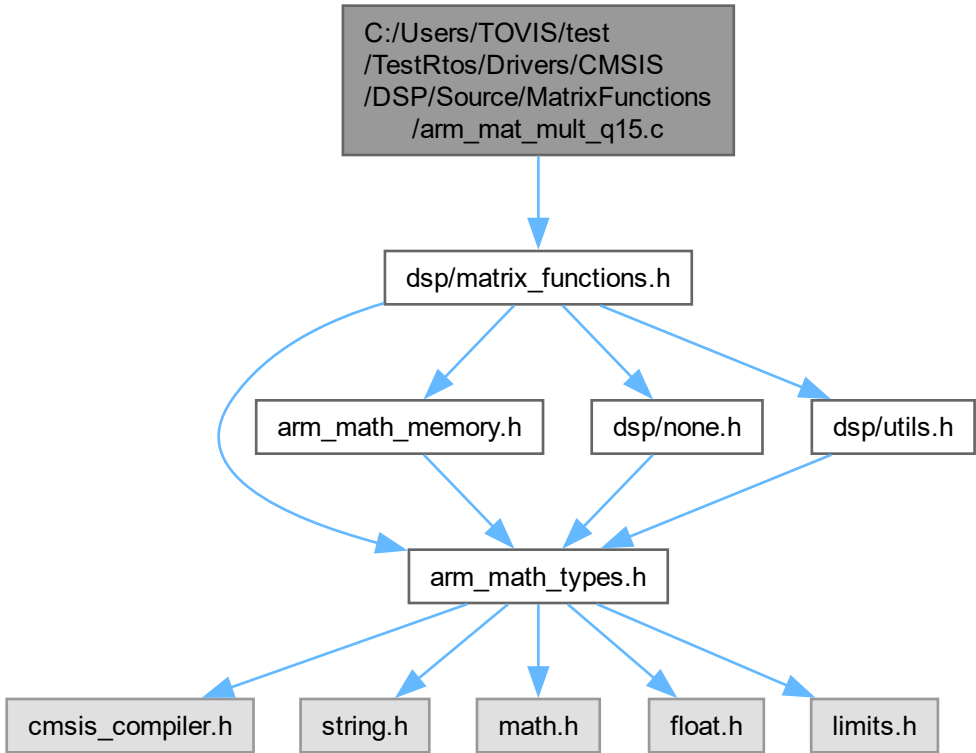 C:/Users/TOVIS/test
/TestRtos/Drivers/CMSIS
/DSP/Source/MatrixFunctions
/arm_mat_mult_q15.c
dsp/matrix_functions.h
arm_math_memory.h
dsp/none.h
dsp/utils.h
arm_math_types.h
cmsis_compiler.h
string.h
math.h
float.h
limits.h